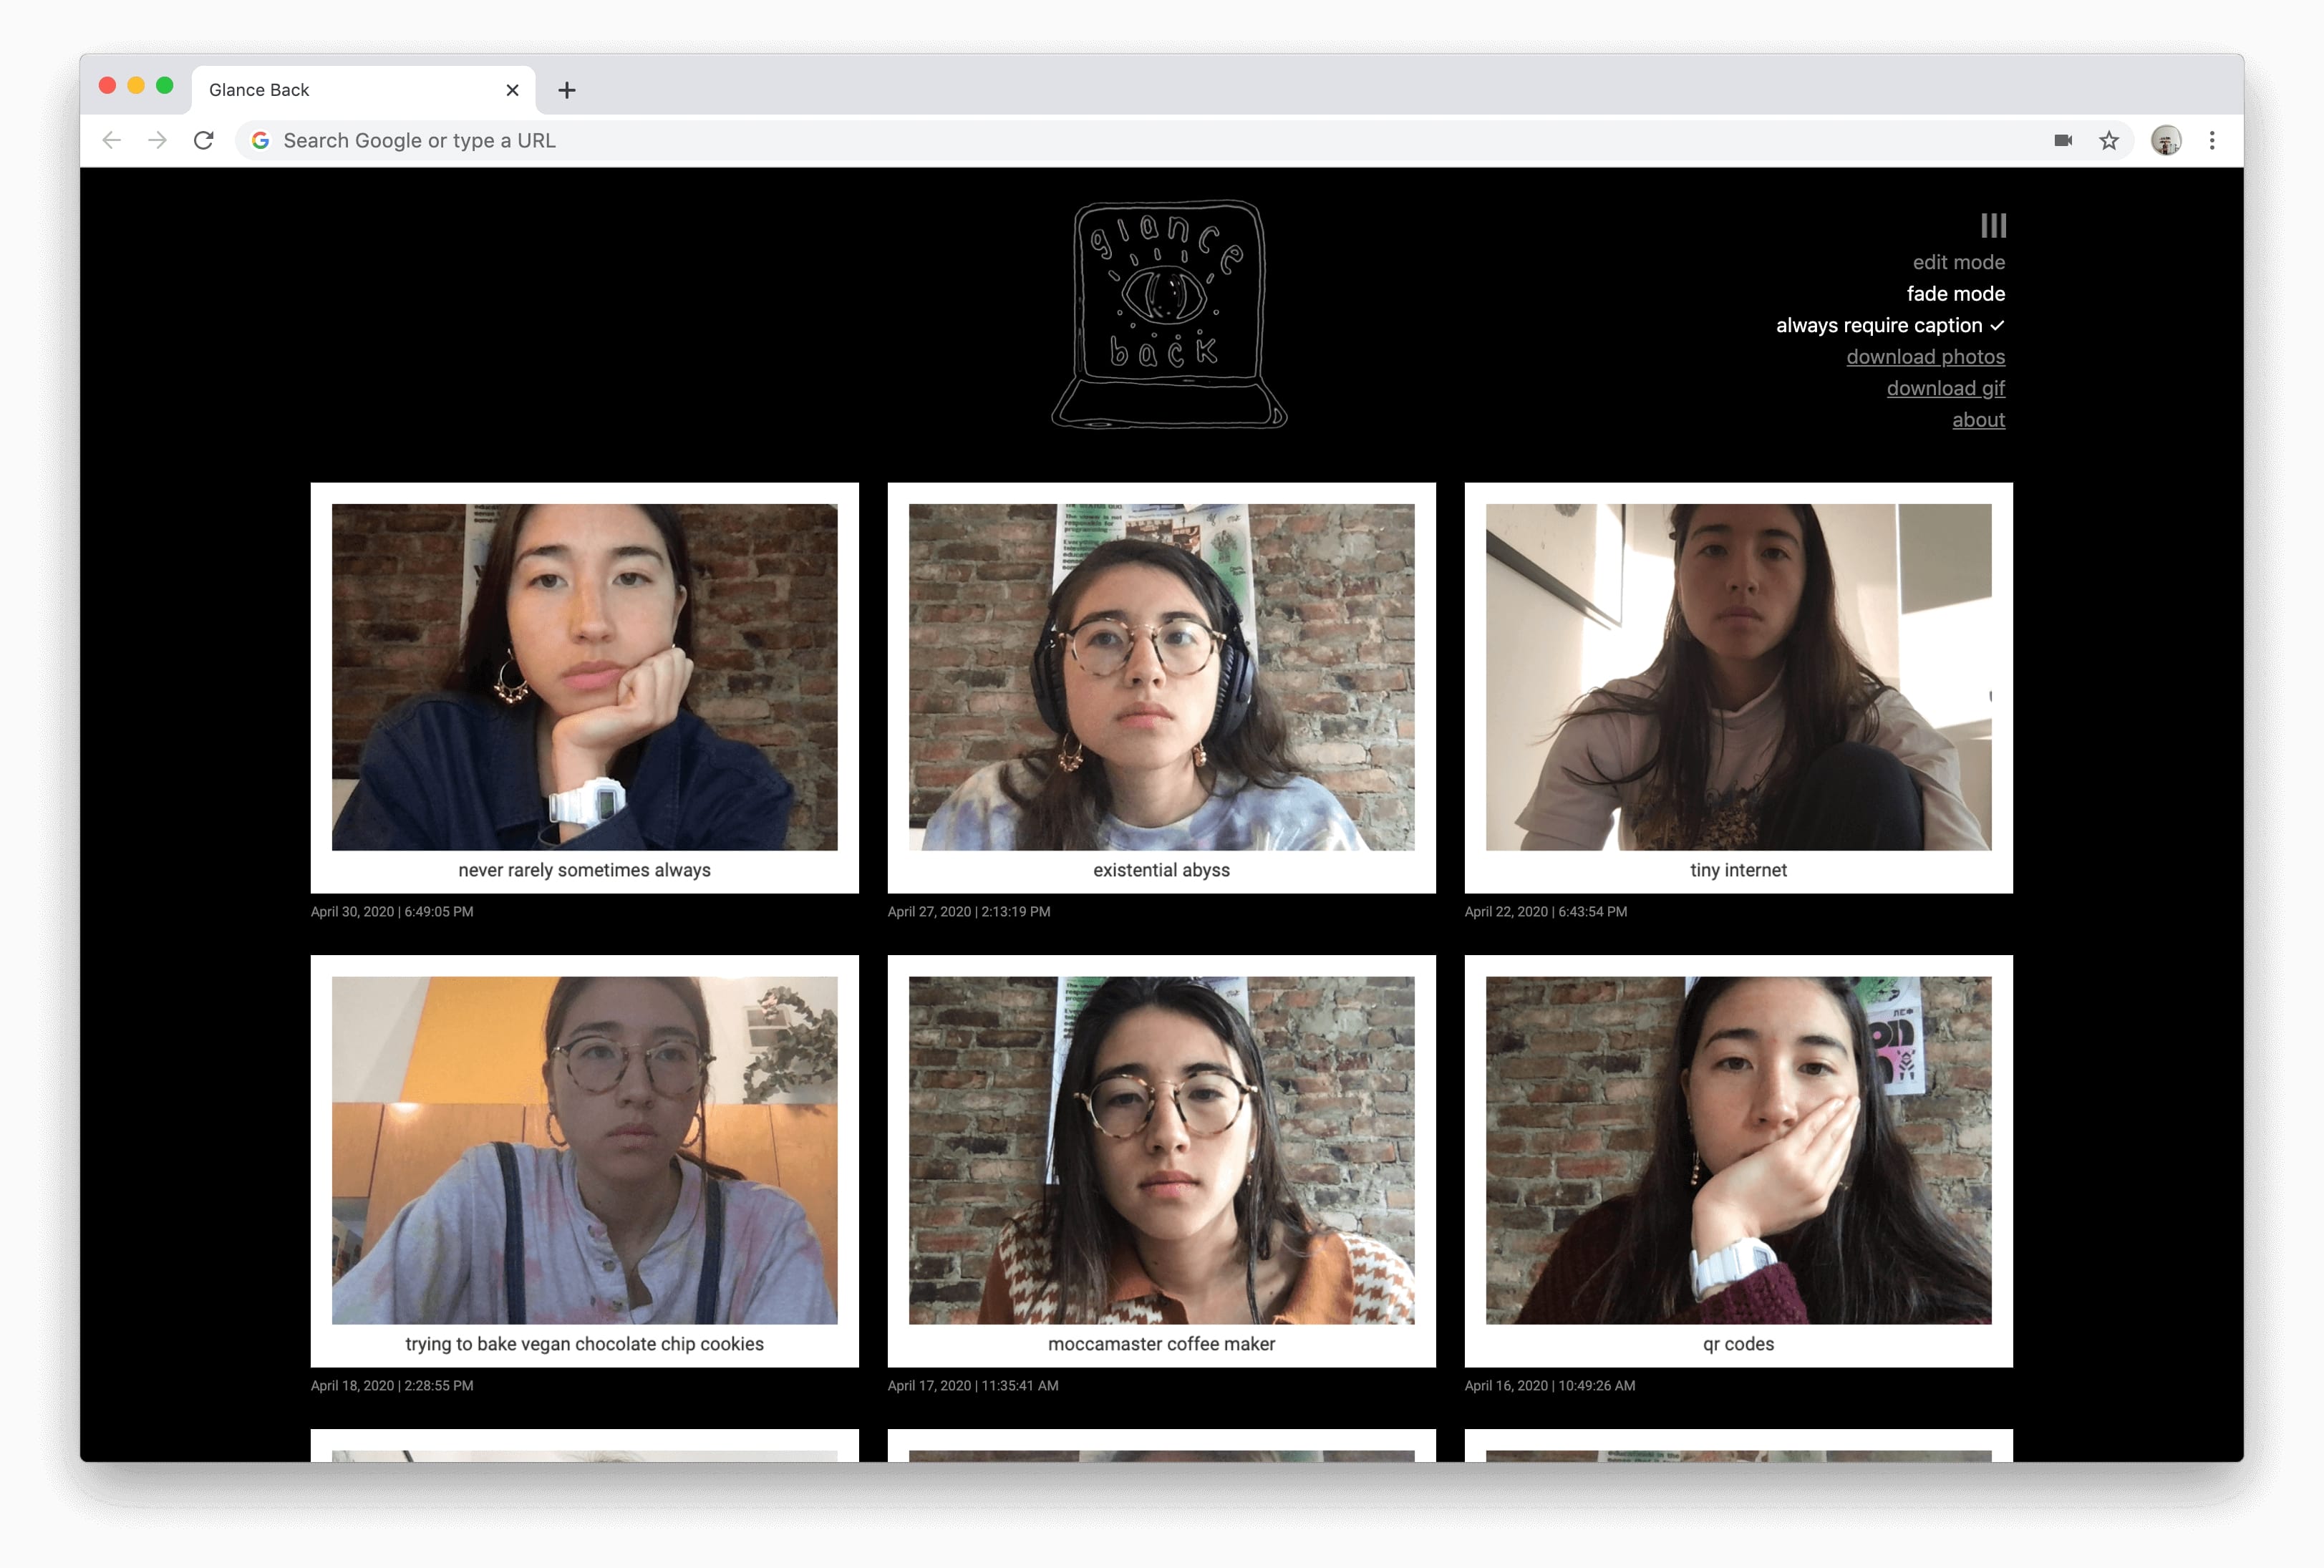 Glance Back
Search Google or type a URL
glance
back
edit mode
fade mode
always require caption ✓
download photos
download gif
about
never rarely sometimes always
existential abyss
tiny internet
April 30, 2020 | 6:49:05 PM
April 27, 2020 | 2:13:19 PM
April 22, 2020 | 6:43:54 PM
trying to bake vegan chocolate chip cookies
moccamaster coffee maker
qr codes
April 18, 2020 | 2:28:55 PM
April 17, 2020 | 11:35:41 AM
April 16, 2020 | 10:49:26 AM